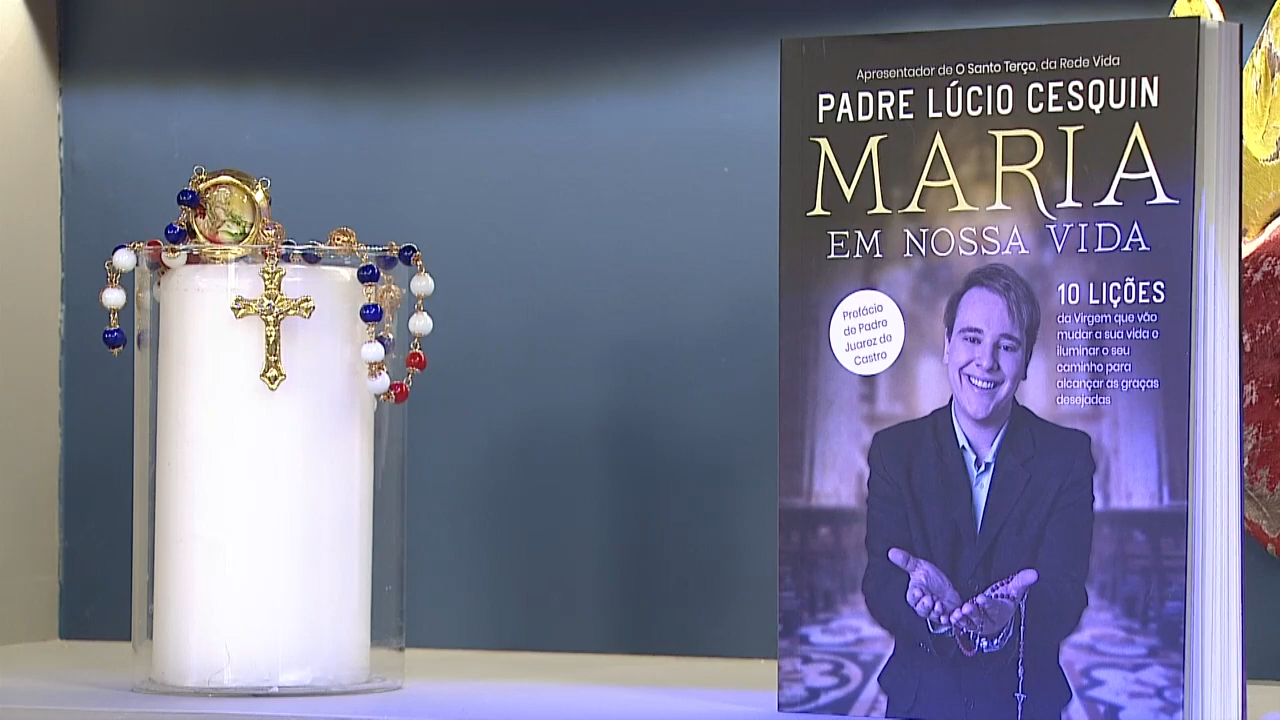 Apresentador de O Santo Terço, da Rede Vida
PADRE LÚCIO CESQUIN
MARIA
EM NOSSA VIDA
10 LIÇÕES
da Virgem que vão
mudar a sua vida e
iluminar o seu
caminho para
alcançar as graças
desejadas
Prefácio
de Padre
Juarez de
Castro